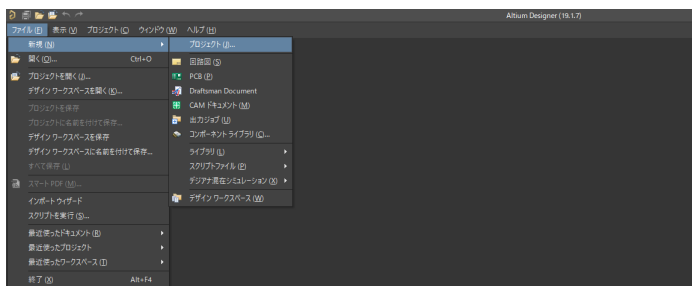 Altium Designer (19.1.7)
ファイル (F) 表示 (V) プロジェクト (C) ウィンドウ (W) ヘルプ (H)
新規 (N)
開く (O)... Ctrl+O
プロジェクトを開く (J)...
デザイン ワークスペースを開く (K)...
プロジェクトを保存
プロジェクトに名前を付けて保存...
デザイン ワークスペースを保存
デザイン ワークスペースに名前を付けて保存...
すべて保存 (L)
スマート PDF (M)...
インポート ウィザード
スクリプトを実行 (S)...
最近使ったドキュメント (R)
最近使ったプロジェクト
最近使ったワークスペース (T)
終了 (X) Alt+F4
プロジェクト (J)...
回路図 (S)
PCB (P)
Draftsman Document
CAM ドキュメント (M)
出力ジョブ (U)
コンポーネント ライブラリ (C)...
ライブラリ (L)
スクリプトファイル (P)
デジアナ混在シミュレーション (X)
デザイン ワークスペース (W)